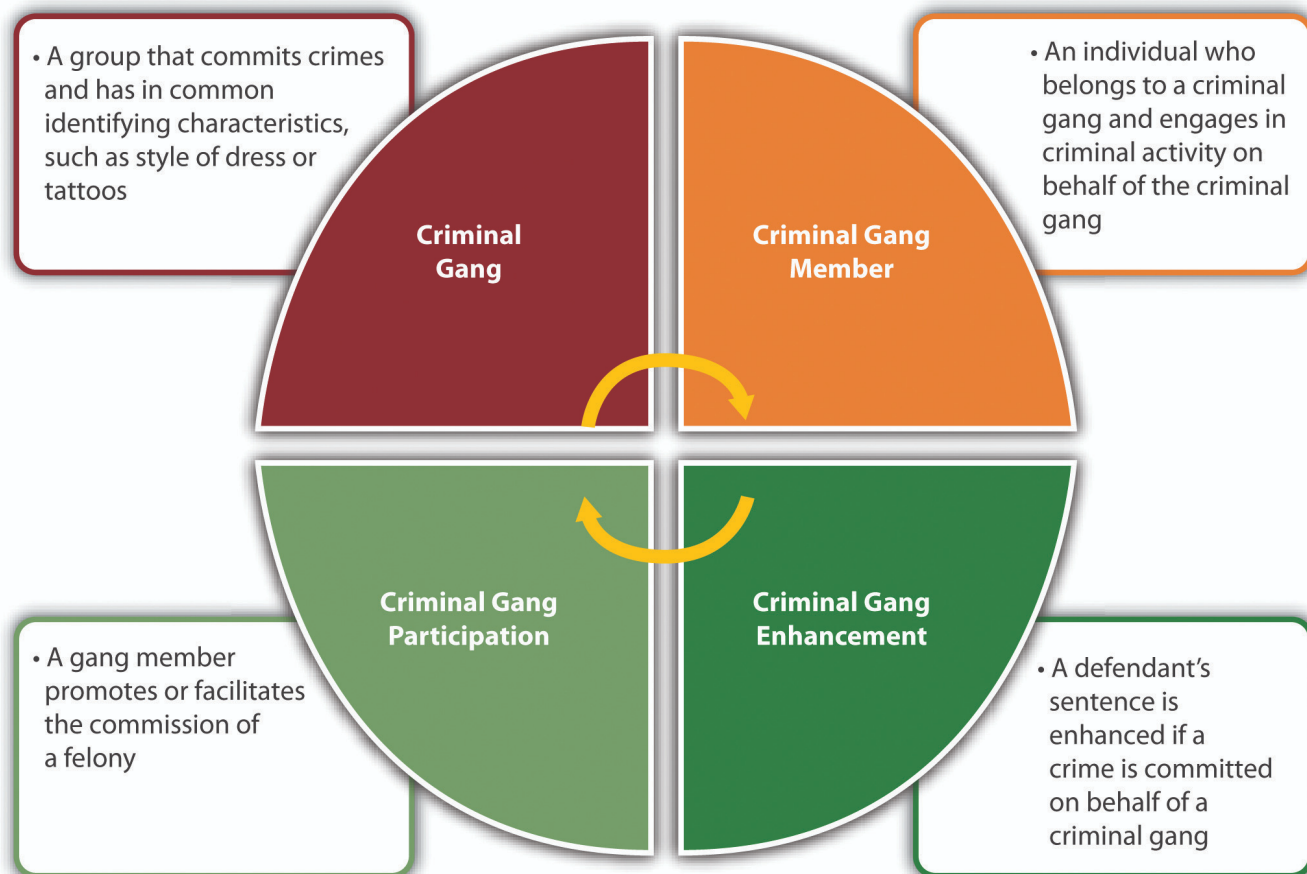 • A group that commits crimes
and has in common
identifying characteristics,
such as style of dress or
tattoos
Criminal
Gang
• An individual who
belongs to a criminal
gang and engages in
criminal activity on
behalf of the criminal
gang
Criminal Gang
Member
Criminal Gang
Participation
• A gang member
promotes or facilitates
the commission of
a felony
Criminal Gang
Enhancement
• A defendant’s
sentence is
enhanced if a
crime is committed
on behalf of a
criminal gang